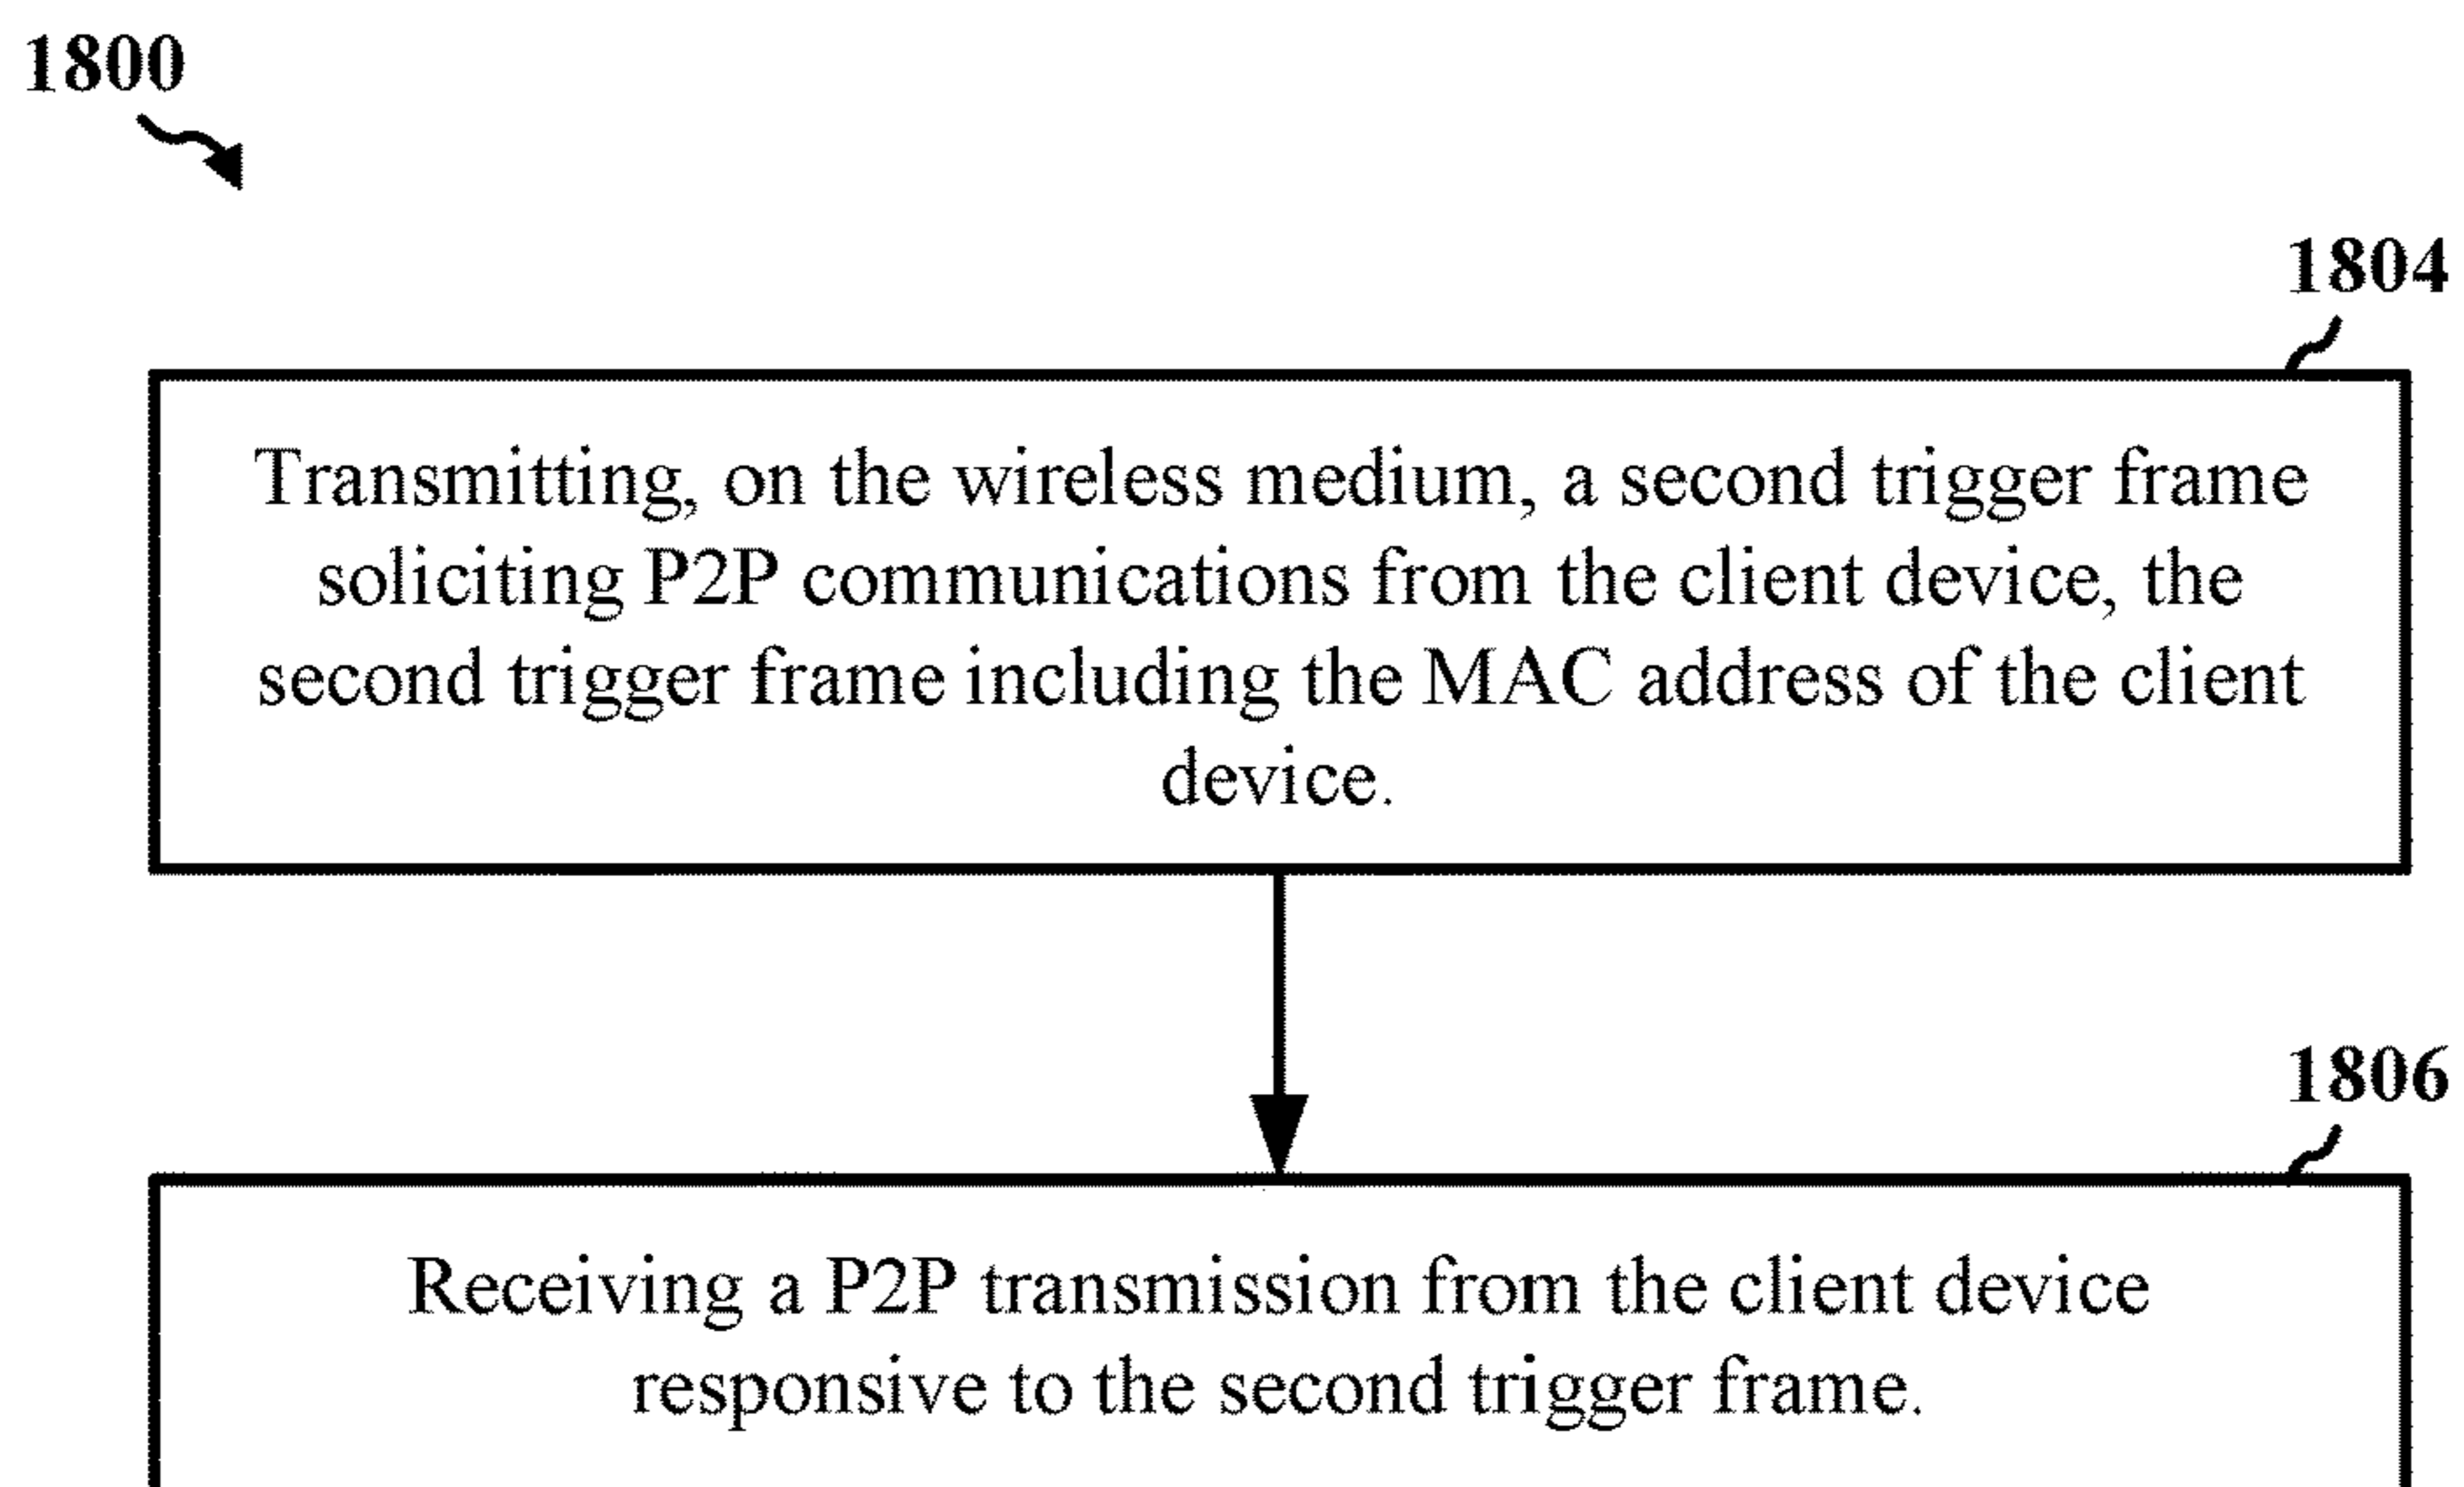 1800
1804
Transmitting, on the wireless medium, a second trigger frame
soliciting P2P communications from the client device, the
second trigger frame including the MAC address of the client
device.
1806
Receiving a P2P transmission from the client device
responsive to the second trigger frame.